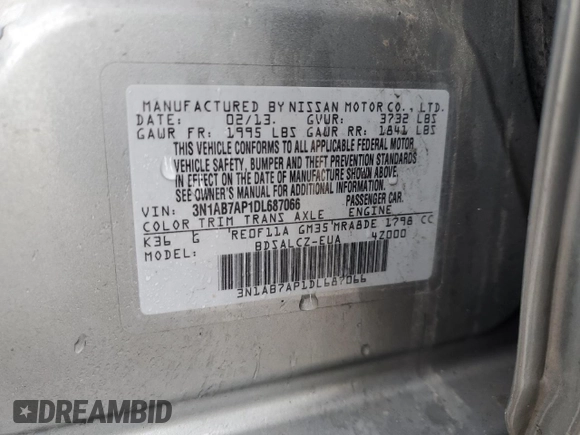 MANUFACTURED BY NISSAN MOTOR CO., LTD.
DATE: 02/13. GVWR: 3732 LBS
GAWR FR: 1995 LBS GAWR RR: 1841 LBS
THIS VEHICLE CONFORMS TO ALL APPLICABLE FEDERAL MOTOR
VEHICLE SAFETY, BUMPER AND THEFT PREVENTION STANDARDS
IN EFFECT ON THE DATE OF MANUFACTURE SHOWN ABOVE.
SEE OWNER'S MANUAL FOR ADDITIONAL INFORMATION.
VIN: 3N1AB7AP1DL687066 PASSENGER CAR.
COLOR TRIM TRANS AXLE ENGINE
K36 G RE0F11A GM35 MRA8DE 1798 CC
MODEL: BDSALCZ-EUA 4Z000
3N1AB7AP1DL687066
DREAMBID